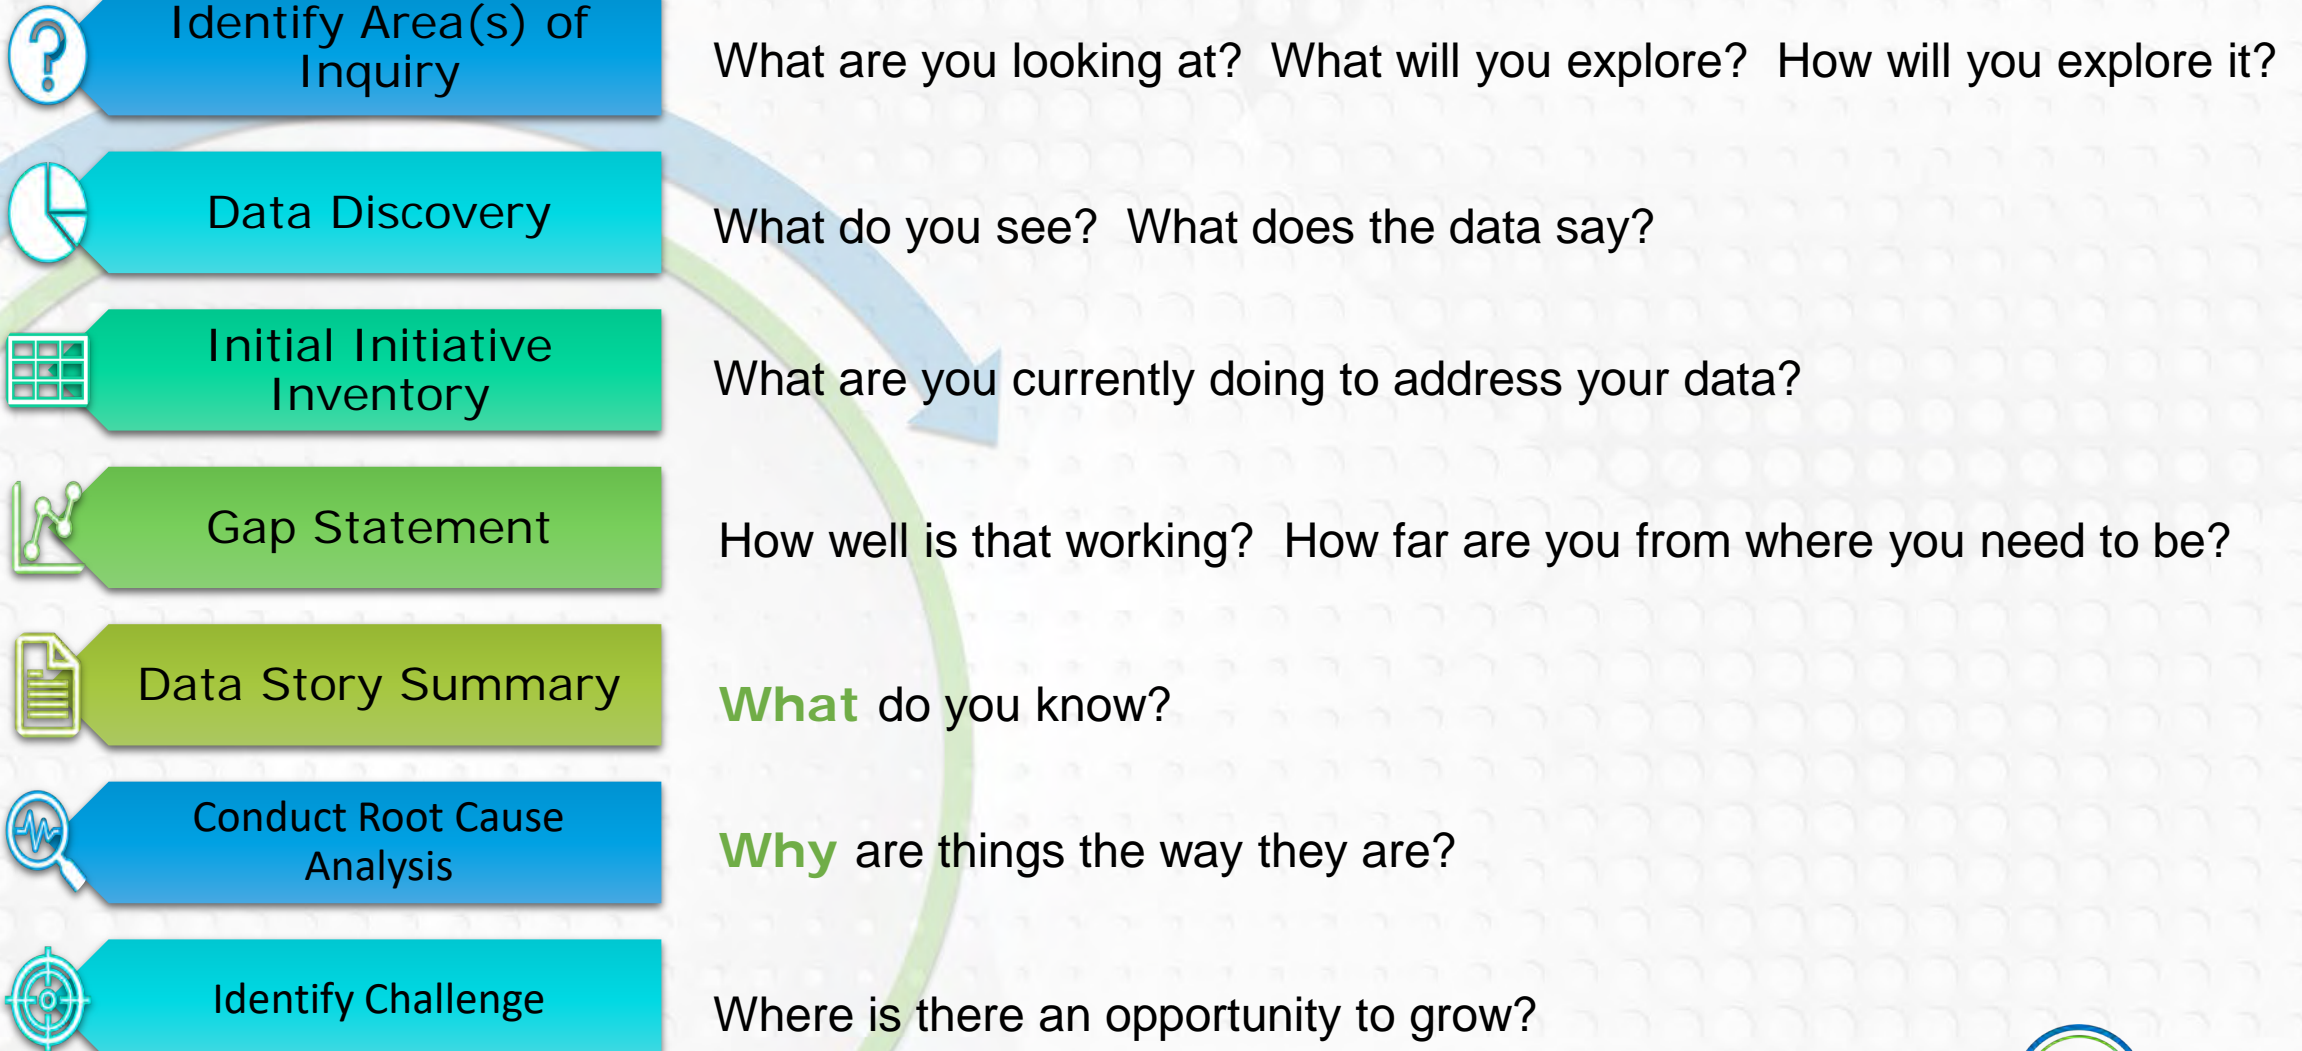 Identify Area(s) of
Inquiry
What are you looking at? What will you explore? How will you explore it?
Data Discovery
What do you see? What does the data say?
Initial Initiative
Inventory
What are you currently doing to address your data?
Gap Statement
How well is that working? How far are you from where you need to be?
Data Story Summary
What do you know?
Conduct Root Cause
Analysis
Why are things the way they are?
Identify Challenge
Where is there an opportunity to grow?